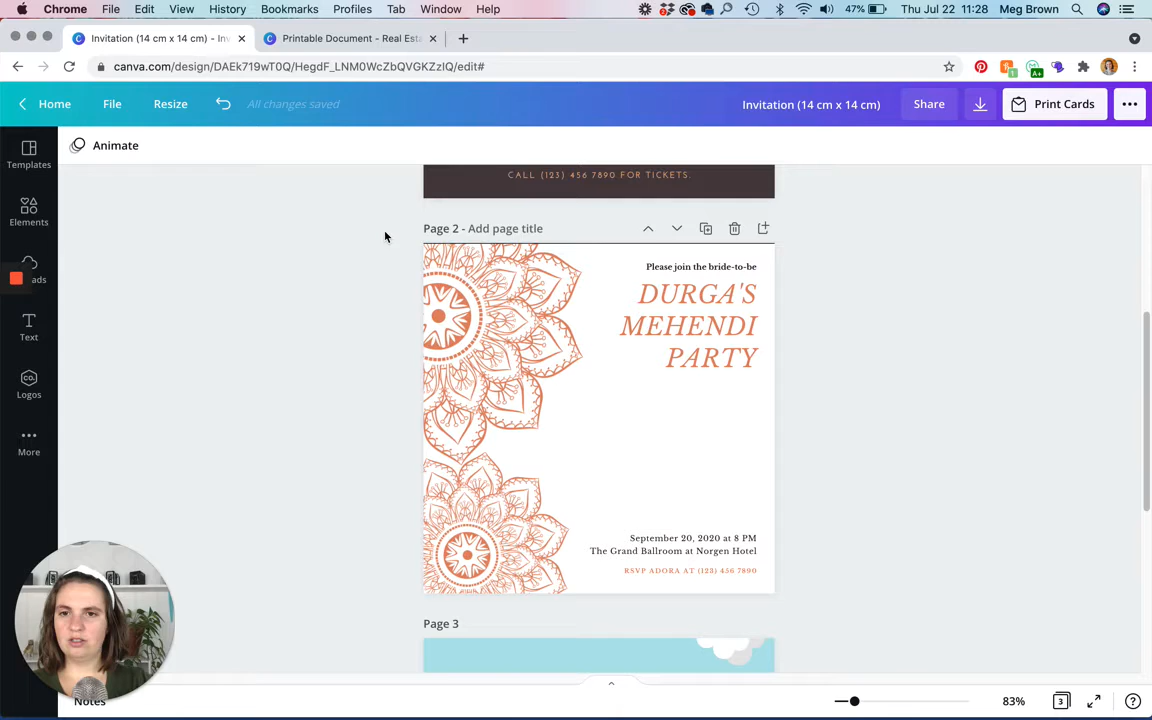 Chrome File Edit View History Bookmarks Profiles Tab Window Help 47% Thu Jul 22 11:28 Meg Brown
Invitation (14 cm x 14 cm) - Inv
Printable Document - Real Esta
canva.com/design/DAEk719wT0Q/HegdF_LNM0WcZbQVGKZzIQ/edit#
Home File Resize All changes saved Invitation (14 cm x 14 cm) Share Print Cards
Animate
Templates
Elements
ads
Text
Logos
More
CALL (123) 456 7890 FOR TICKETS.
Page 2 - Add page title
Please join the bride-to-be
DURGA'S
MEHENDI
PARTY
September 20, 2020 at 8 PM
The Grand Ballroom at Norgen Hotel
RSVP ADORA AT (123) 456 7890
Page 3
Notes
83%
3